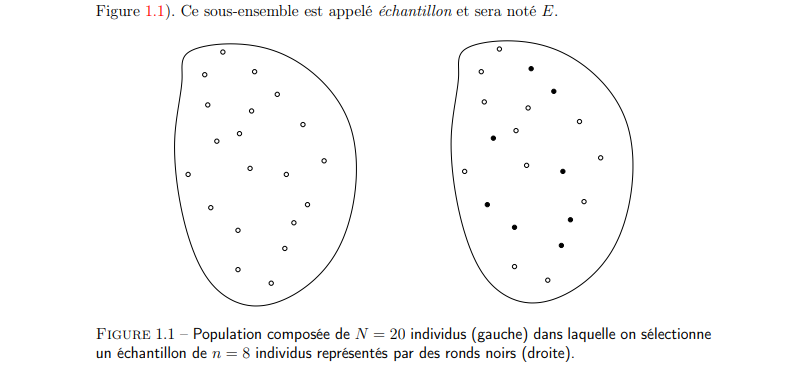 Figure 1.1). Ce sous-ensemble est appelé échantillon et sera noté E.
FIGURE 1.1 – Population composée de N = 20 individus (gauche) dans laquelle on sélectionne
un échantillon de n = 8 individus représentés par des ronds noirs (droite).